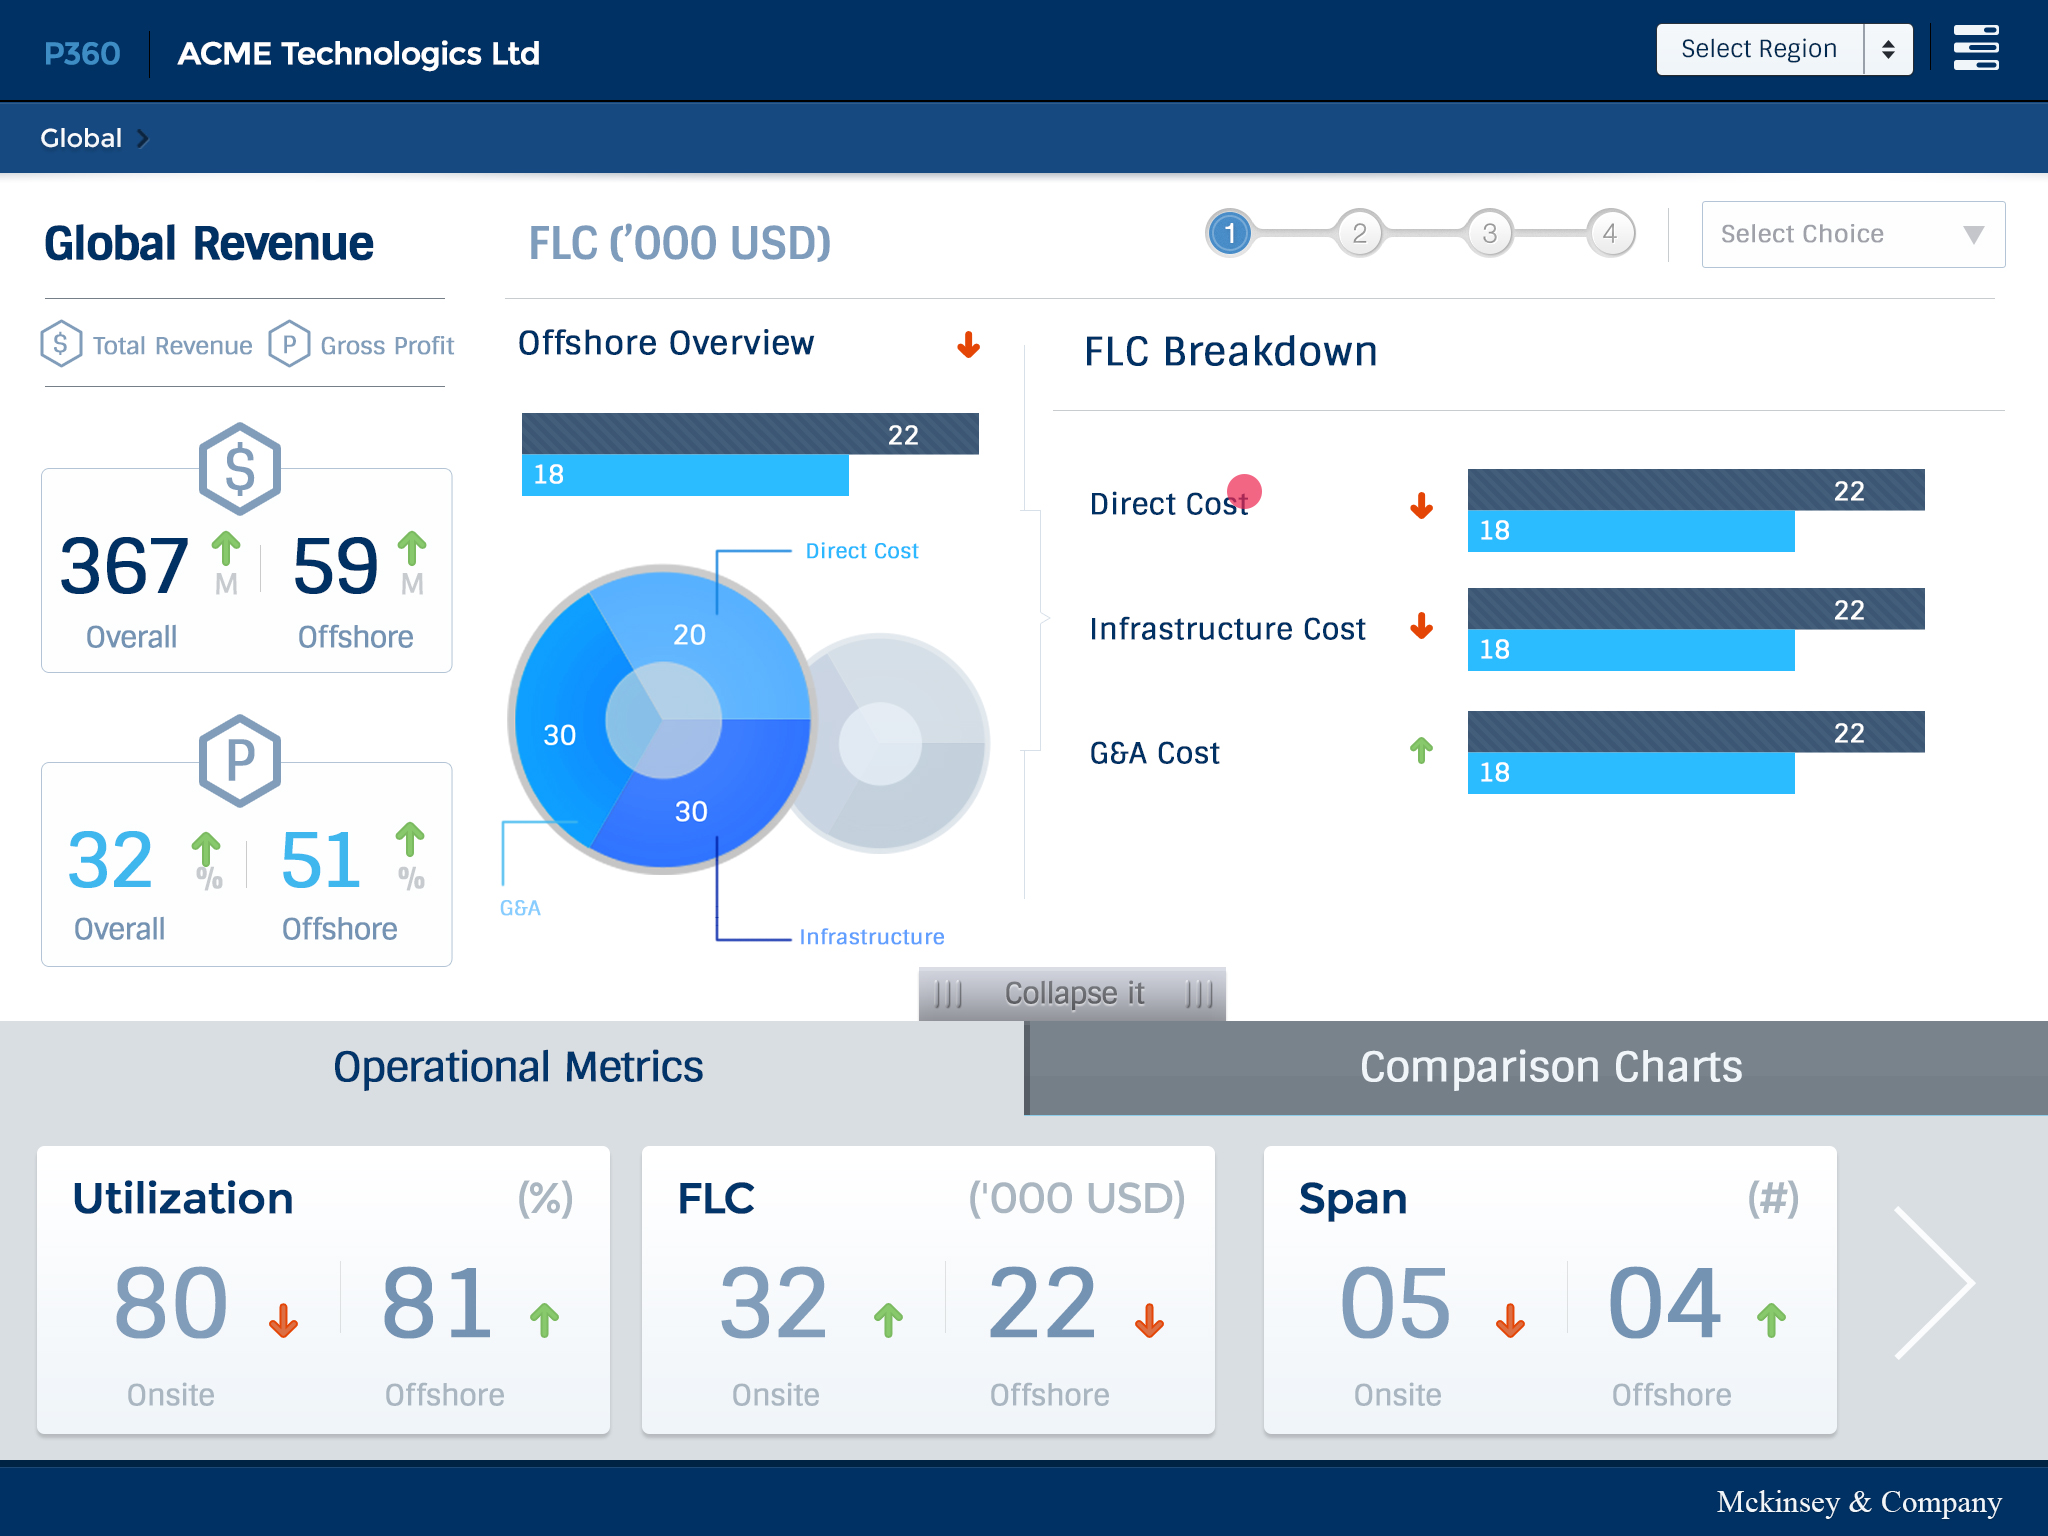 P360
ACME Technologics Ltd
Select Region
Global
Global Revenue
FLC (’000 USD)
1
2
3
4
Select Choice
$ Total Revenue
P Gross Profit
$
367 M
59 M
Overall
Offshore
P
32 %
51 %
Overall
Offshore
Offshore Overview
22
18
Direct Cost
20
30
30
G&A
Infrastructure
FLC Breakdown
Direct Cost
22
18
Infrastructure Cost
22
18
G&A Cost
22
18
Collapse it
Operational Metrics
Comparison Charts
Utilization
(%)
80
81
Onsite
Offshore
FLC
('000 USD)
32
22
Onsite
Offshore
Span
(#)
05
04
Onsite
Offshore
Mckinsey & Company